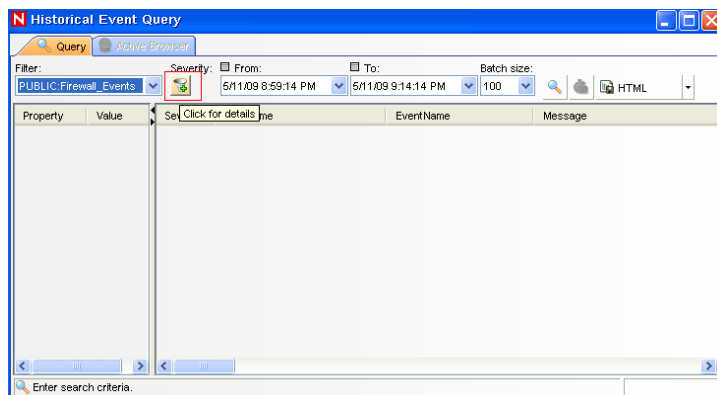 N Historical Event Query
Query Active Browser
Filter: Severity: From: To: Batch size:
PUBLIC:Firewall_Events 5/11/09 8:59:14 PM 5/11/09 9:14:14 PM 100 HTML
Property Value Sev me EventName Message
Click for details
Enter search criteria.